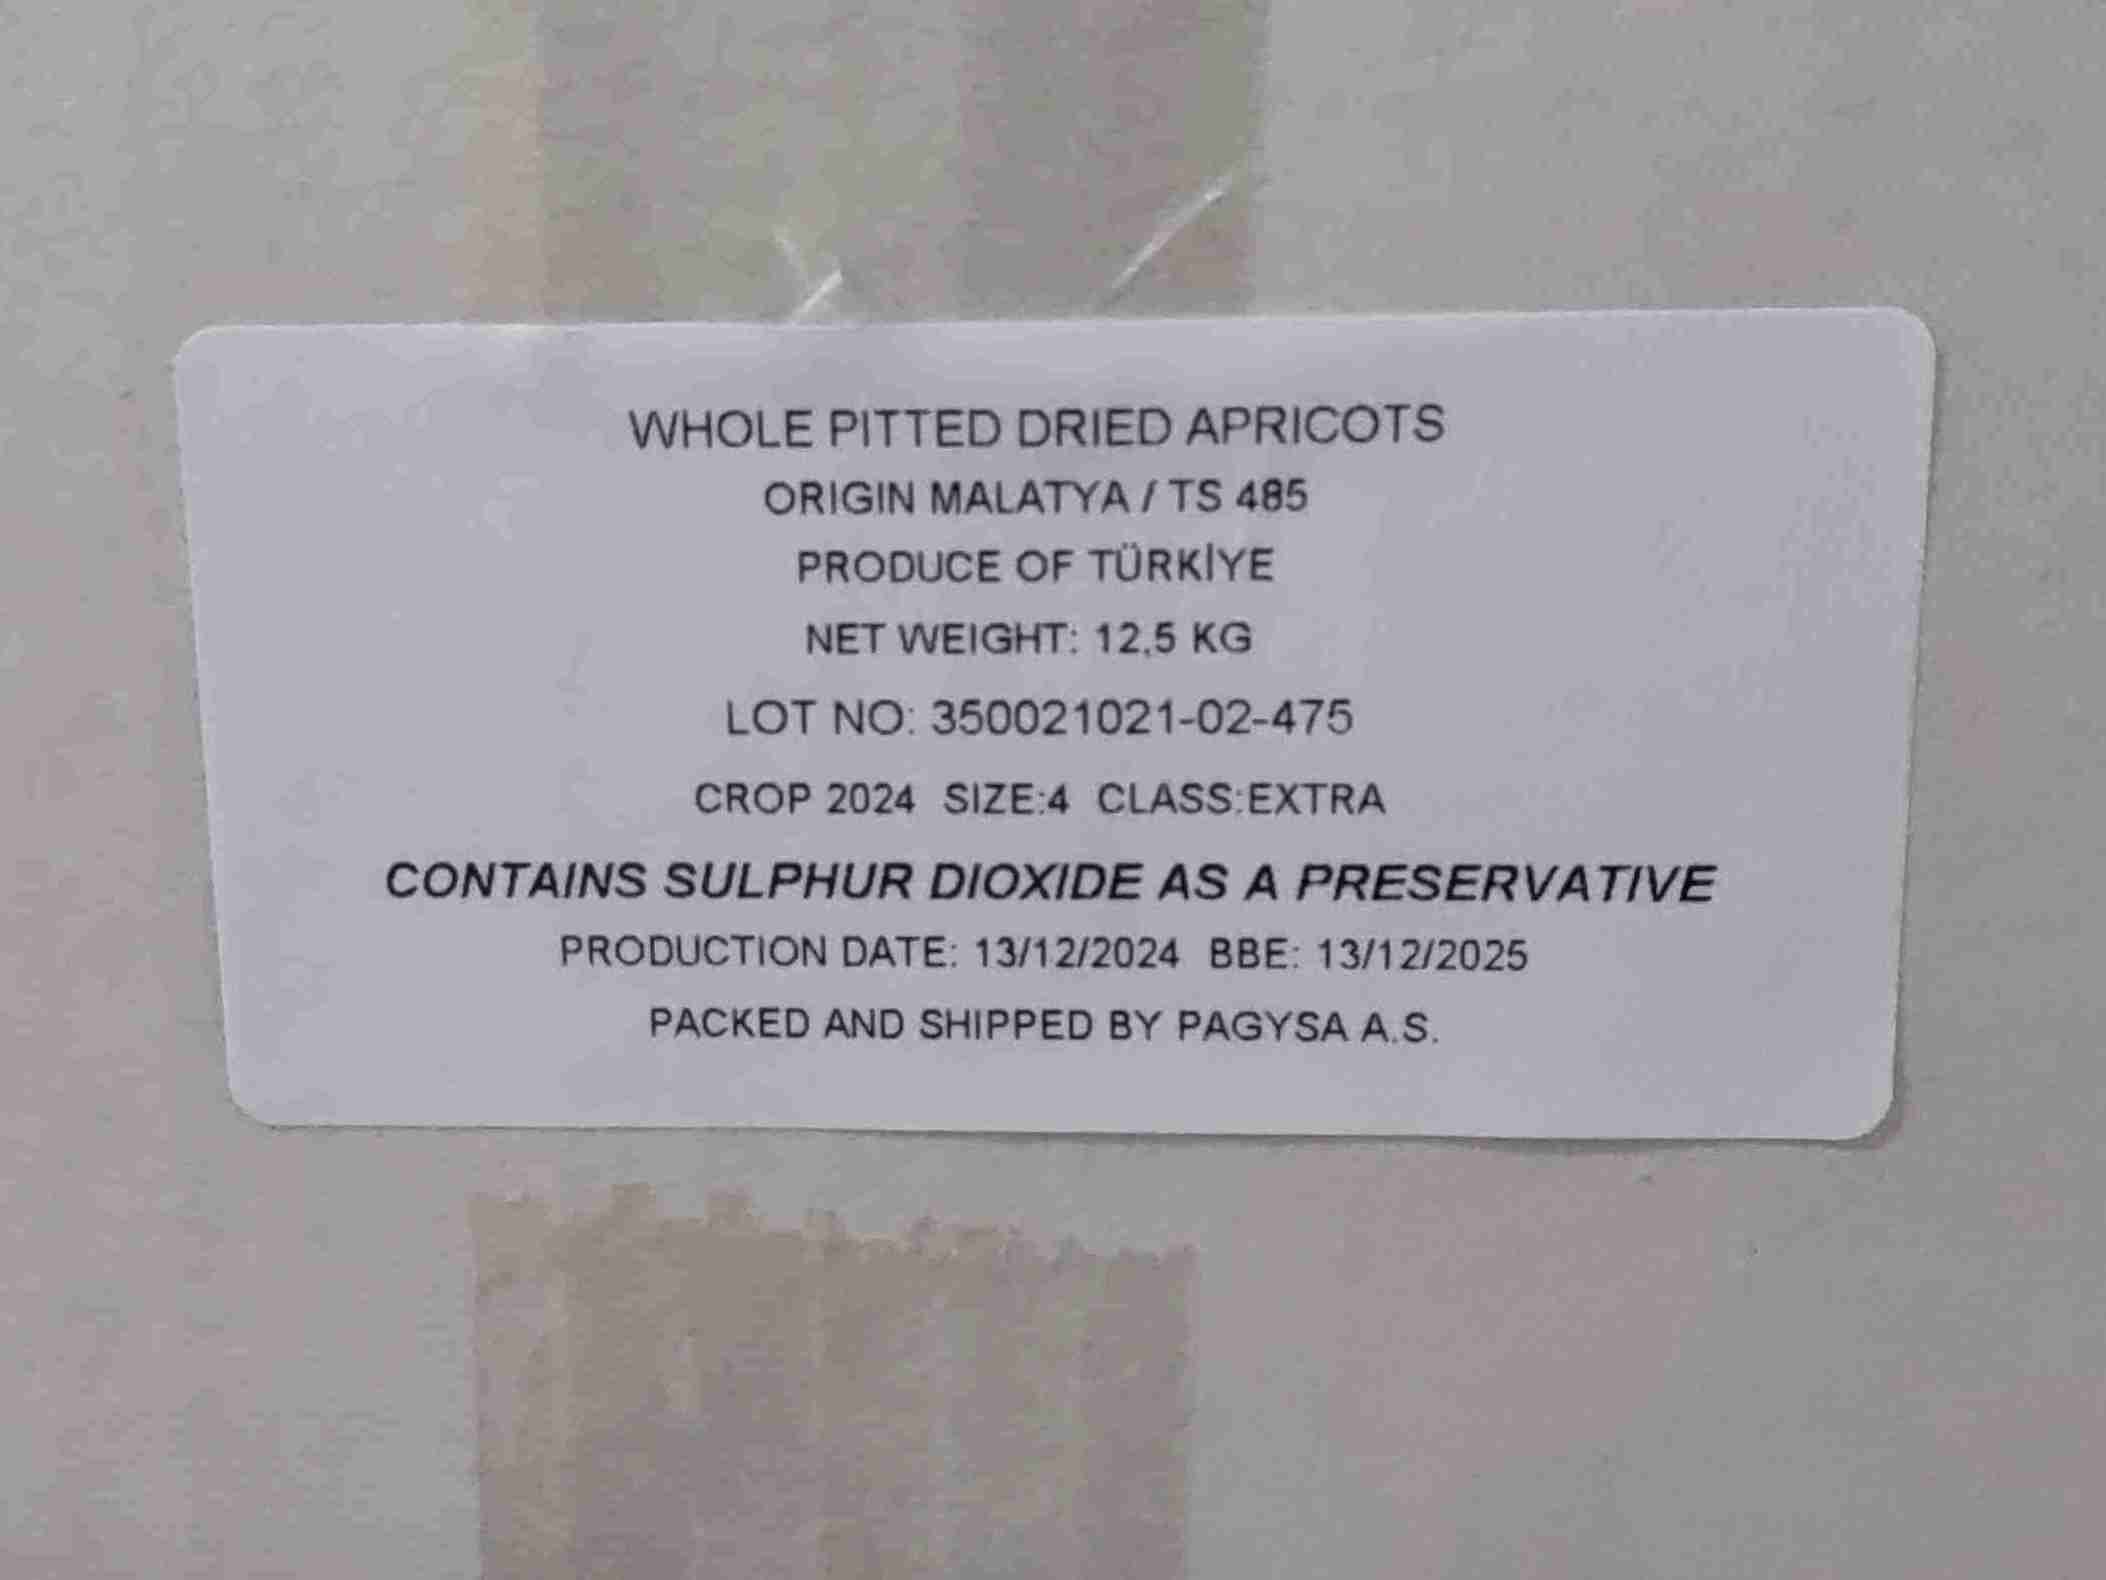 WHOLE PITTED DRIED APRICOTS
ORIGIN MALATYA / TS 485
PRODUCE OF TÜRKİYE
NET WEIGHT: 12,5 KG
LOT NO: 350021021-02-475
CROP 2024 SIZE:4 CLASS:EXTRA
CONTAINS SULPHUR DIOXIDE AS A PRESERVATIVE
PRODUCTION DATE: 13/12/2024 BBE: 13/12/2025
PACKED AND SHIPPED BY PAGYSA A.S.